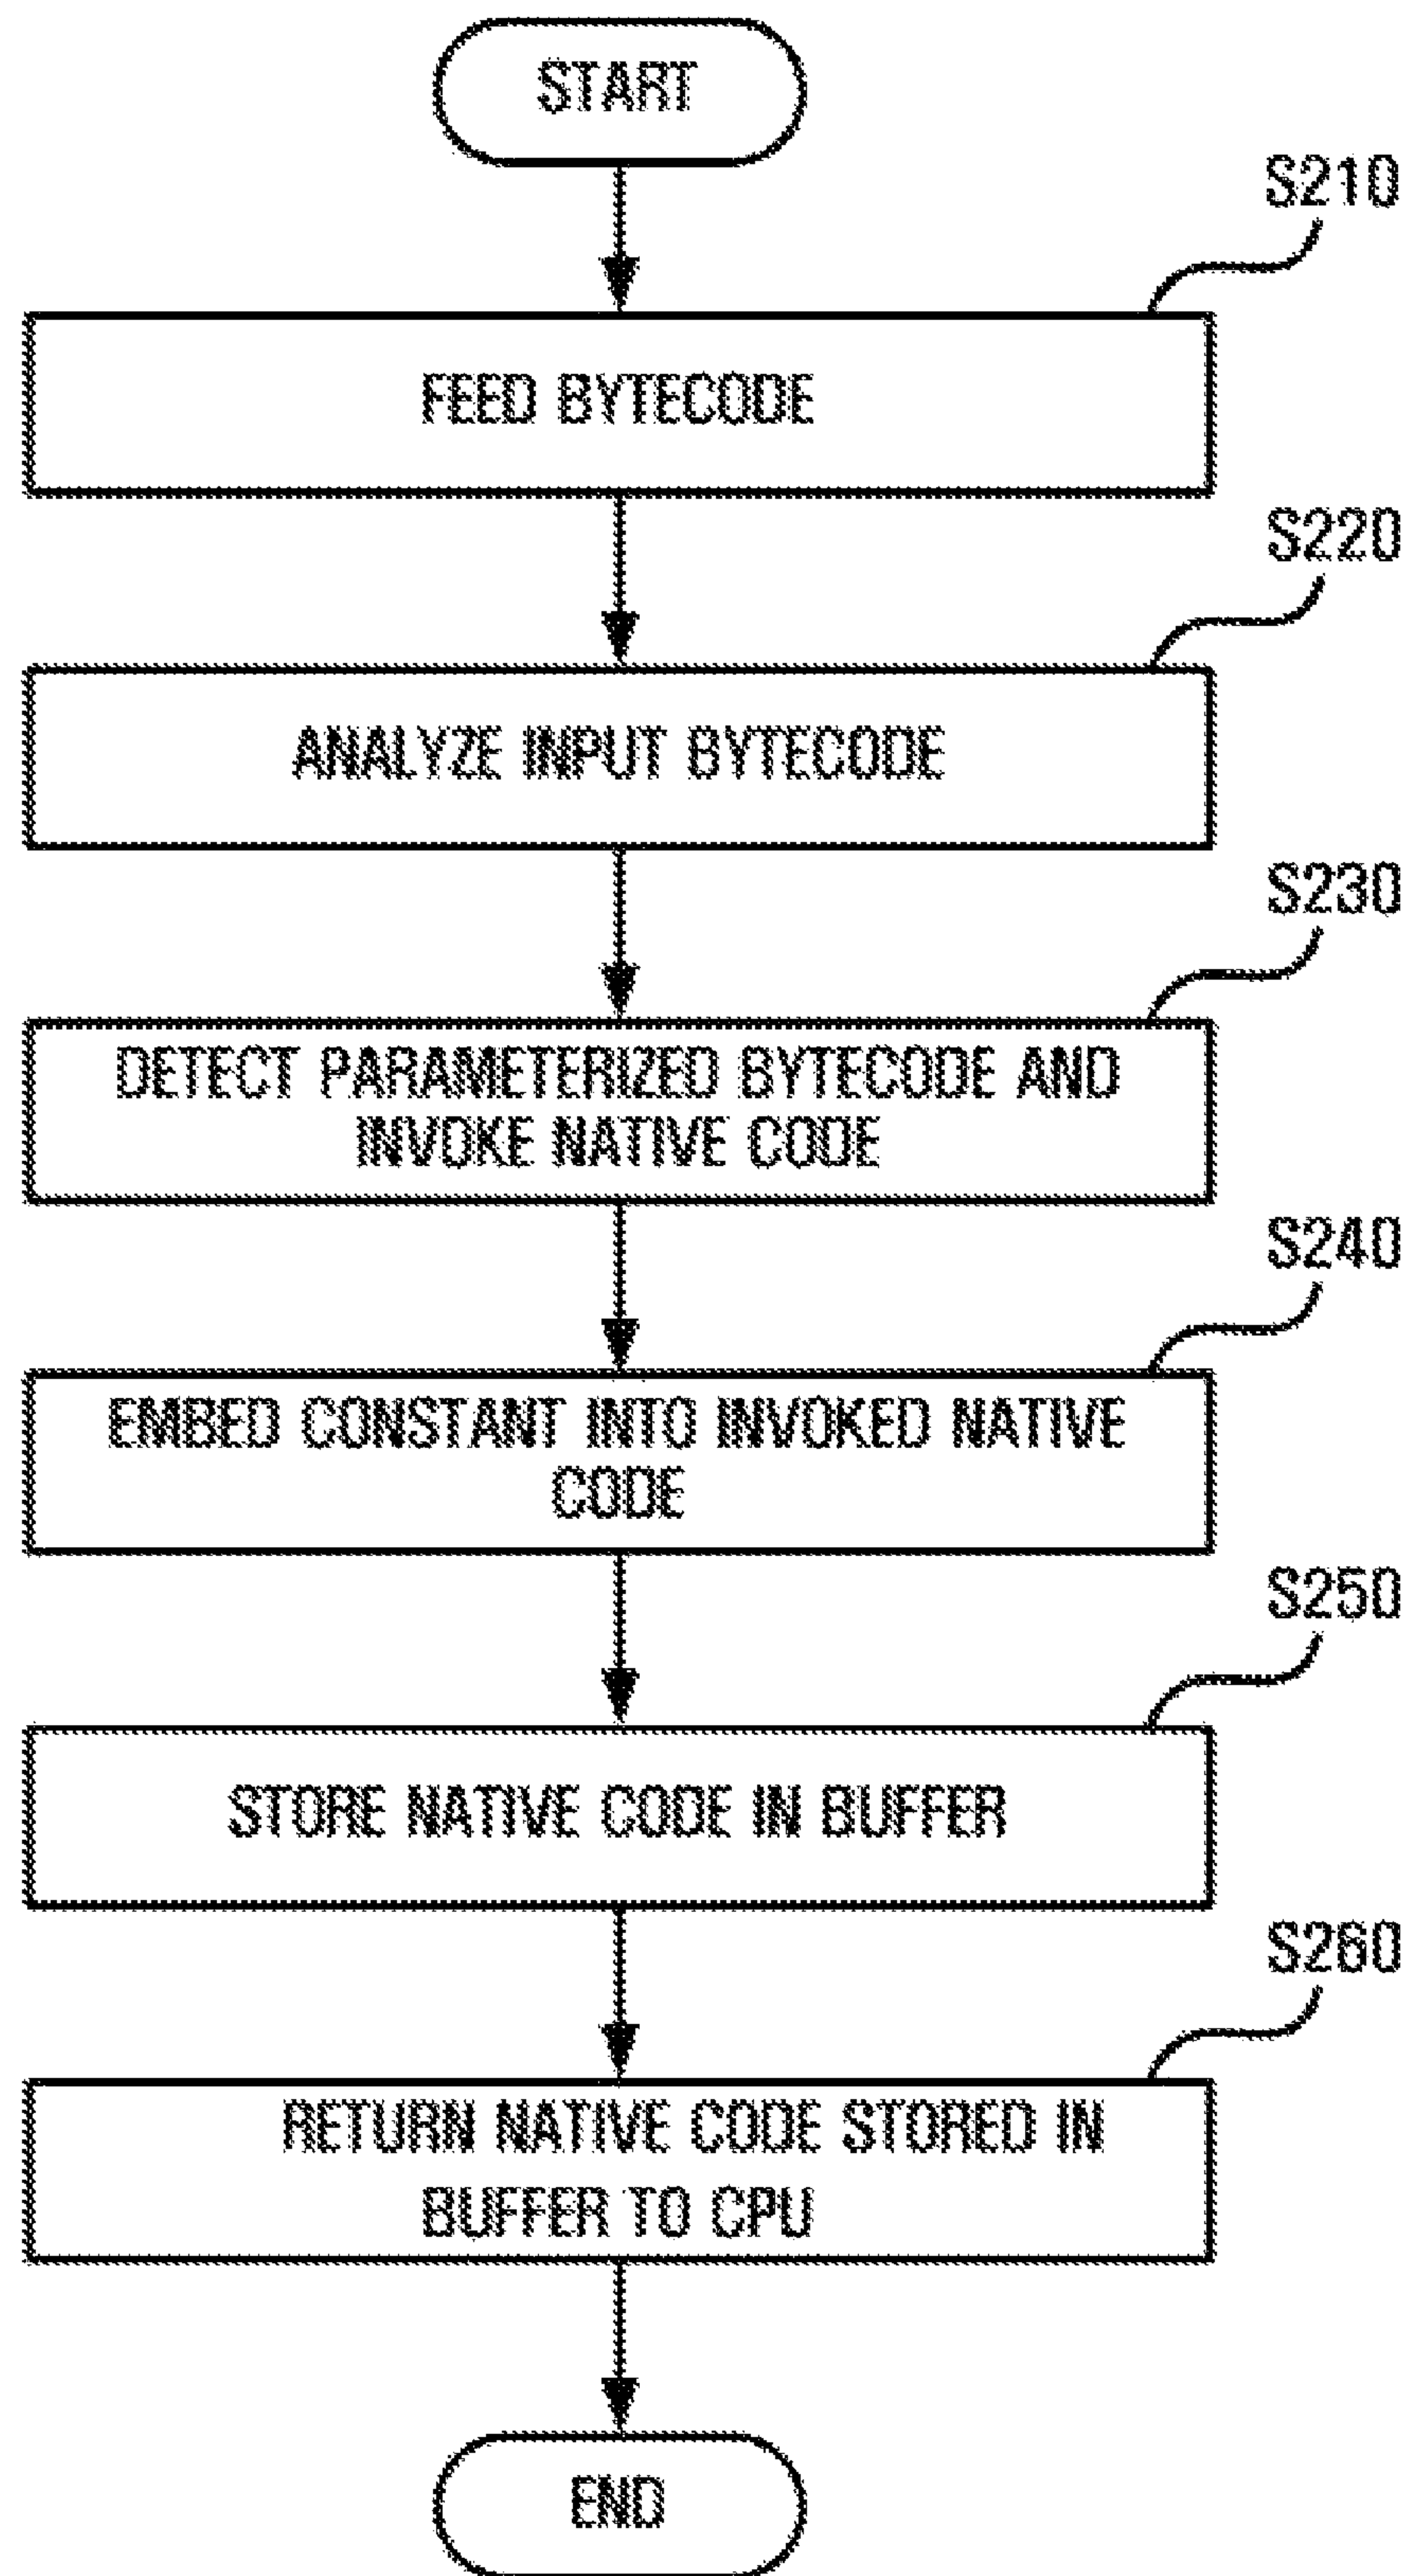 START
S210
FEED BYTECODE
S220
ANALYZE INPUT BYTECODE
S230
DETECT PARAMETERIZED BYTECODE AND
INVOKE NATIVE CODE
S240
EMBED CONSTANT INTO INVOKED NATIVE
CODE
S250
STORE NATIVE CODE IN BUFFER
S260
RETURN NATIVE CODE STORED IN
BUFFER TO CPU
END